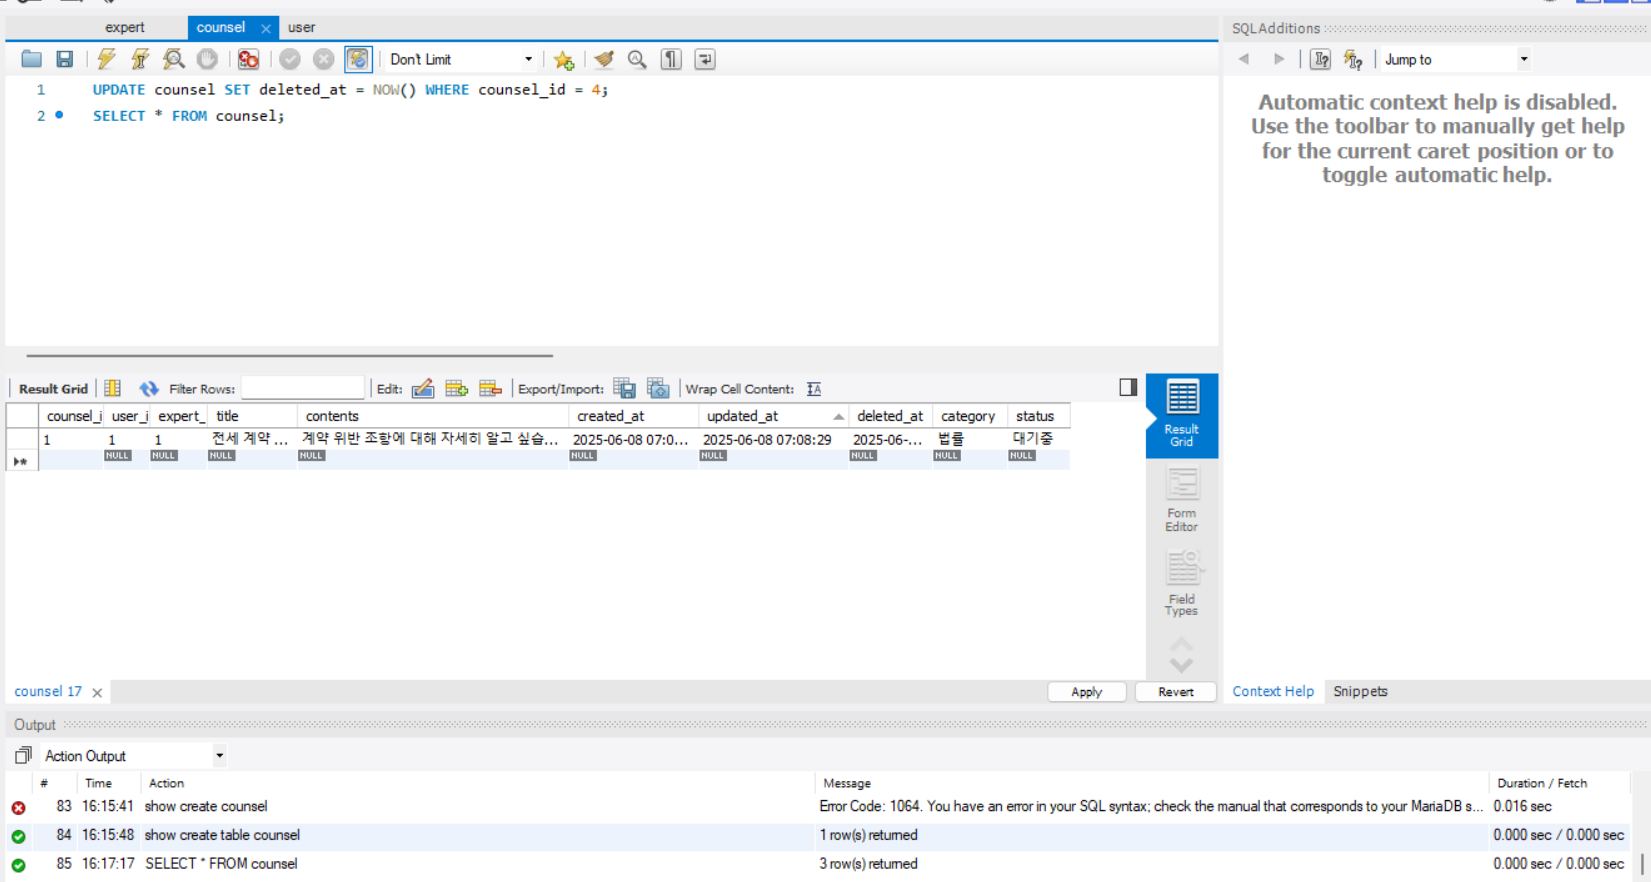 expert counsel user
SQLAdditions
Don't Limit
Jump to
1 UPDATE counsel SET deleted_at = NOW() WHERE counsel_id = 4;
2 SELECT * FROM counsel;
Automatic context help is disabled.
Use the toolbar to manually get help
for the current caret position or to
toggle automatic help.
Result Grid Filter Rows: Edit: Export/Import: Wrap Cell Content:
counsel_i user_i expert_ title contents created_at updated_at deleted_at category status
1 1 1 전세 계약 ... 계약 위반 조항에 대해 자세히 알고 싶습... 2025-06-08 07:0... 2025-06-08 07:08:29 2025-06-... 법률 대기중
NULL NULL NULL NULL NULL NULL NULL NULL NULL
Result
Grid
Form
Editor
Field
Types
counsel 17
Apply Revert
Context Help Snippets
Output
Action Output
# Time Action Message Duration / Fetch
83 16:15:41 show create counsel Error Code: 1064. You have an error in your SQL syntax; check the manual that corresponds to your MariaDB s... 0.016 sec
84 16:15:48 show create table counsel 1 row(s) returned 0.000 sec / 0.000 sec
85 16:17:17 SELECT * FROM counsel 3 row(s) returned 0.000 sec / 0.000 sec